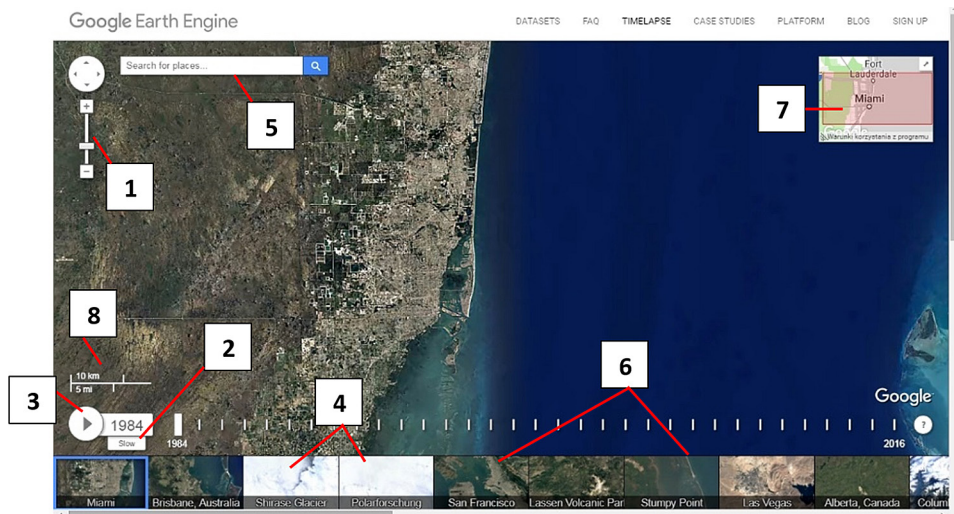 Google Earth Engine
DATASETS FAQ TIMELAPSE CASE STUDIES PLATFORM BLOG SIGN UP
Search for places...
Fort
Lauderdale
Miami
Warunki korzystania z programu
5
7
1
8
2
10 km
5 mi
3
4
6
Google
1984
Slow
1984
2016
?
Miami
Brisbane, Australia
Shirase Glacier
Polarforschung
San Francisco
Lassen Volcanic Par
Stumpy Point
Las Vegas
Alberta, Canada
Colum